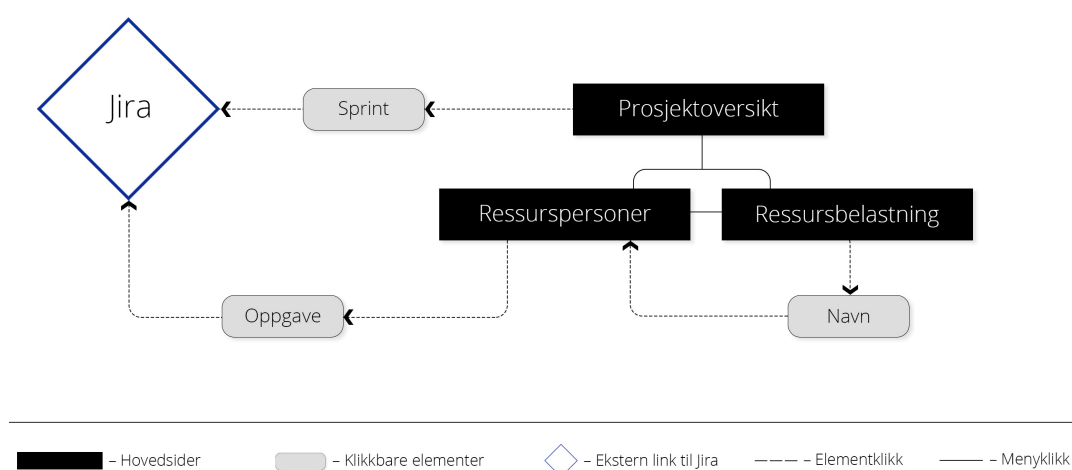 Jira
Sprint
Prosjektoversikt
Ressurspersoner
Ressursbelastning
Oppgave
Navn
– Hovedsider
– Klikkbare elementer
– Ekstern link til Jira
– Elementklikk
– Menyklikk